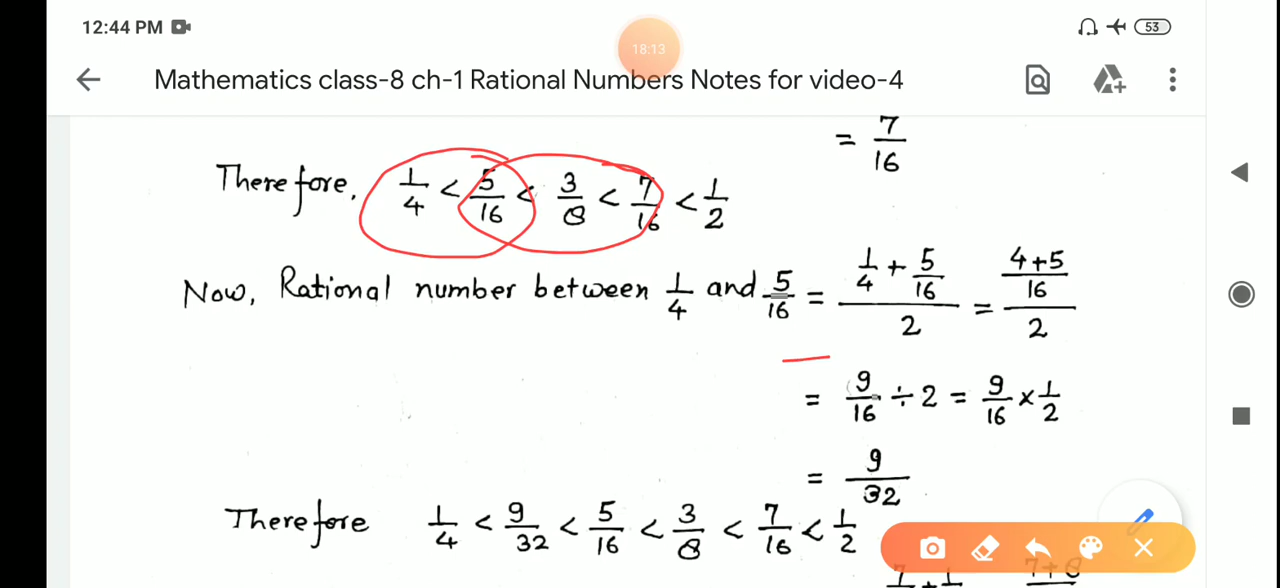 12:44 PM 18:13 53
Mathematics class-8 ch-1 Rational Numbers Notes for video-4
= 7/16
Therefore, 1/4 < 5/16 < 3/8 < 7/16 < 1/2
Now, Rational number between 1/4 and 5/16 = (1/4 + 5/16)/2 = ((4+5)/16)/2
= 9/16 ÷ 2 = 9/16 × 1/2
= 9/32
Therefore 1/4 < 9/32 < 5/16 < 3/8 < 7/16 < 1/2